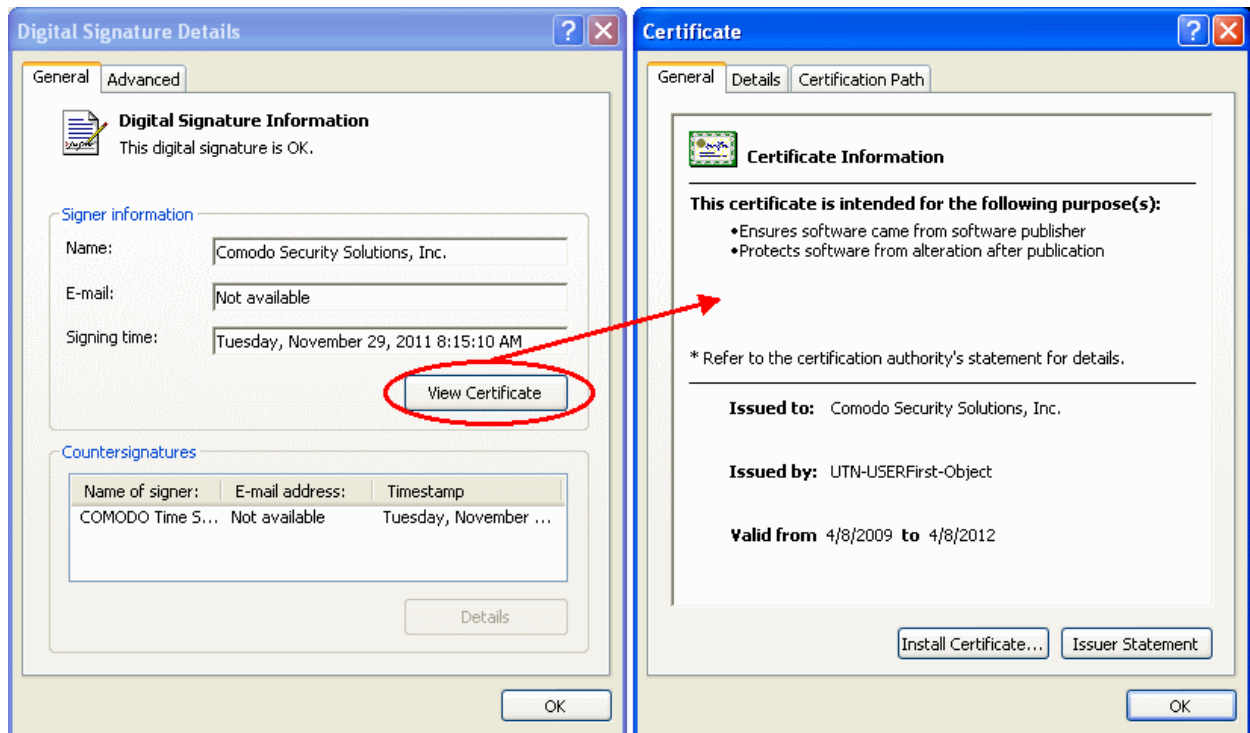 Digital Signature Details
General Advanced
Digital Signature Information
This digital signature is OK.
Signer information
Name: Comodo Security Solutions, Inc.
E-mail: Not available
Signing time: Tuesday, November 29, 2011 8:15:10 AM
View Certificate
Countersignatures
Name of signer: E-mail address: Timestamp
COMODO Time S... Not available Tuesday, November ...
Details
OK
Certificate
General Details Certification Path
Certificate Information
This certificate is intended for the following purpose(s):
•Ensures software came from software publisher
•Protects software from alteration after publication
* Refer to the certification authority's statement for details.
Issued to: Comodo Security Solutions, Inc.
Issued by: UTN-USERFirst-Object
Valid from 4/8/2009 to 4/8/2012
Install Certificate... Issuer Statement
OK